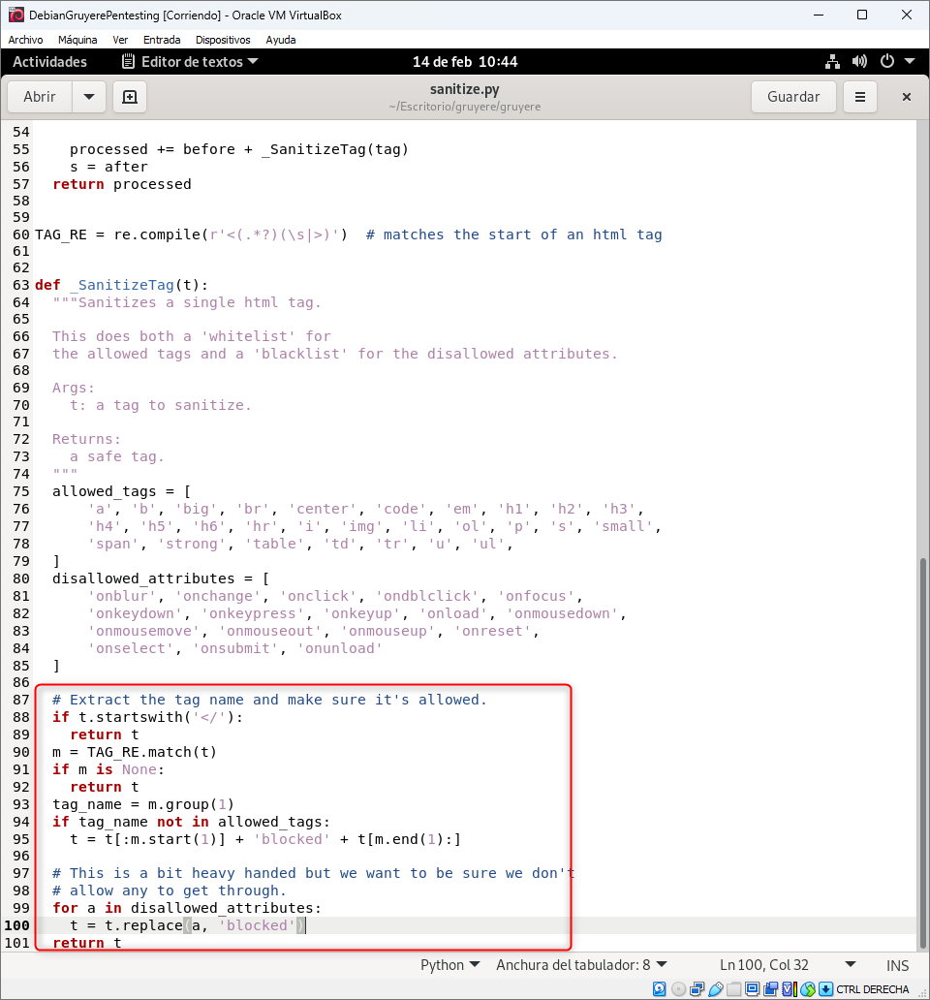 DebianGruyerePentesting [Corriendo] - Oracle VM VirtualBox
Archivo Máquina Ver Entrada Dispositivos Ayuda
Actividades Editor de textos 14 de feb 10:44
Abrir sanitize.py Guardar
~/Escritorio/gruyere/gruyere
54
55     processed += before + _SanitizeTag(tag)
56     s = after
57   return processed
58
59
60 TAG_RE = re.compile(r'<(.*?)(\s|>)')  # matches the start of an html tag
61
62
63 def _SanitizeTag(t):
64   """Sanitizes a single html tag.
65
66   This does both a 'whitelist' for
67   the allowed tags and a 'blacklist' for the disallowed attributes.
68
69   Args:
70     t: a tag to sanitize.
71
72   Returns:
73     a safe tag.
74   """
75   allowed_tags = [
76       'a', 'b', 'big', 'br', 'center', 'code', 'em', 'h1', 'h2', 'h3',
77       'h4', 'h5', 'h6', 'hr', 'i', 'img', 'li', 'ol', 'p', 's', 'small',
78       'span', 'strong', 'table', 'td', 'tr', 'u', 'ul',
79   ]
80   disallowed_attributes = [
81       'onblur', 'onchange', 'onclick', 'ondblclick', 'onfocus',
82       'onkeydown', 'onkeypress', 'onkeyup', 'onload', 'onmousedown',
83       'onmousemove', 'onmouseout', 'onmouseup', 'onreset',
84       'onselect', 'onsubmit', 'onunload'
85   ]
86
87   # Extract the tag name and make sure it's allowed.
88   if t.startswith('</'):
89     return t
90   m = TAG_RE.match(t)
91   if m is None:
92     return t
93   tag_name = m.group(1)
94   if tag_name not in allowed_tags:
95     t = t[:m.start(1)] + 'blocked' + t[m.end(1):]
96
97   # This is a bit heavy handed but we want to be sure we don't
98   # allow any to get through.
99   for a in disallowed_attributes:
100     t = t.replace(a, 'blocked')
101   return t
Python Anchura del tabulador: 8 Ln 100, Col 32 INS
CTRL DERECHA